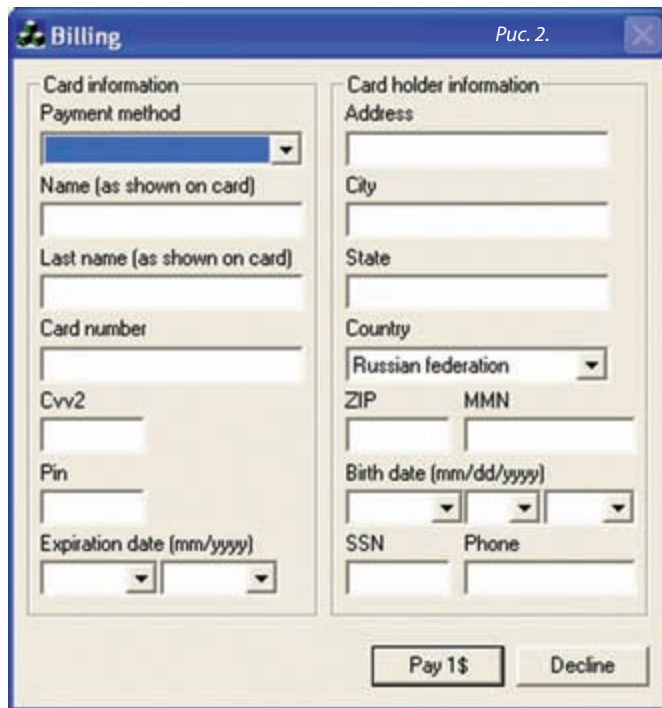 Billing
Рис. 2.
Card information
Payment method
Name (as shown on card)
Last name (as shown on card)
Card number
Cvv2
Pin
Expiration date (mm/yyyy)
Card holder information
Address
City
State
Country
Russian federation
ZIP MMN
Birth date (mm/dd/yyyy)
SSN Phone
Pay 1$ Decline